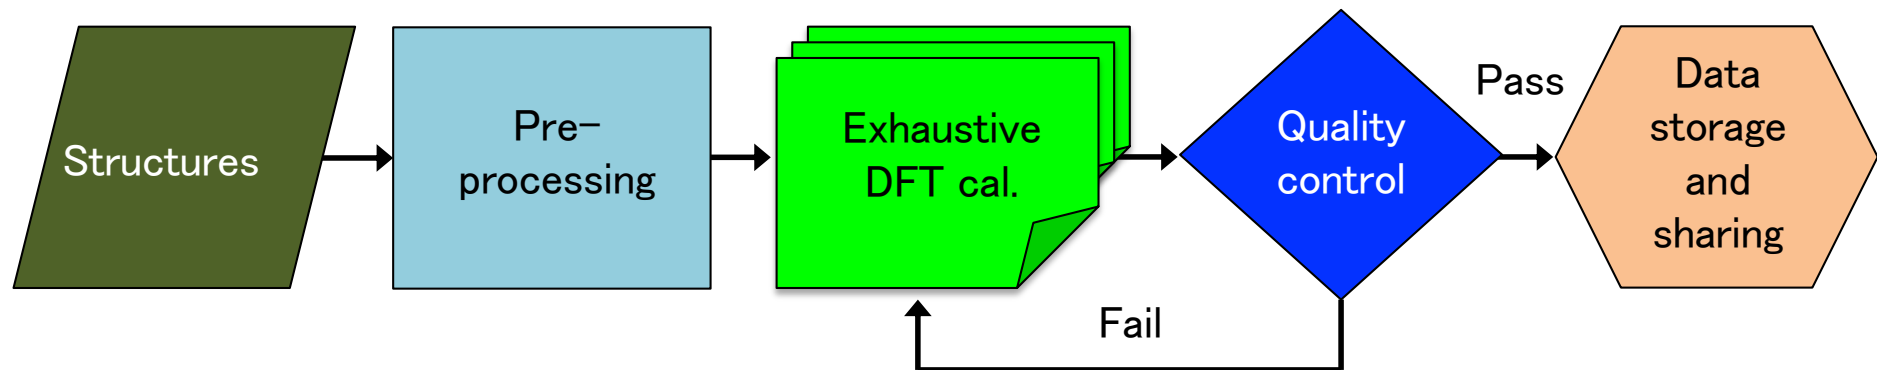 Structures
Pre-
processing
Exhaustive
DFT cal.
Quality
control
Pass
Fail
Data
storage
and
sharing